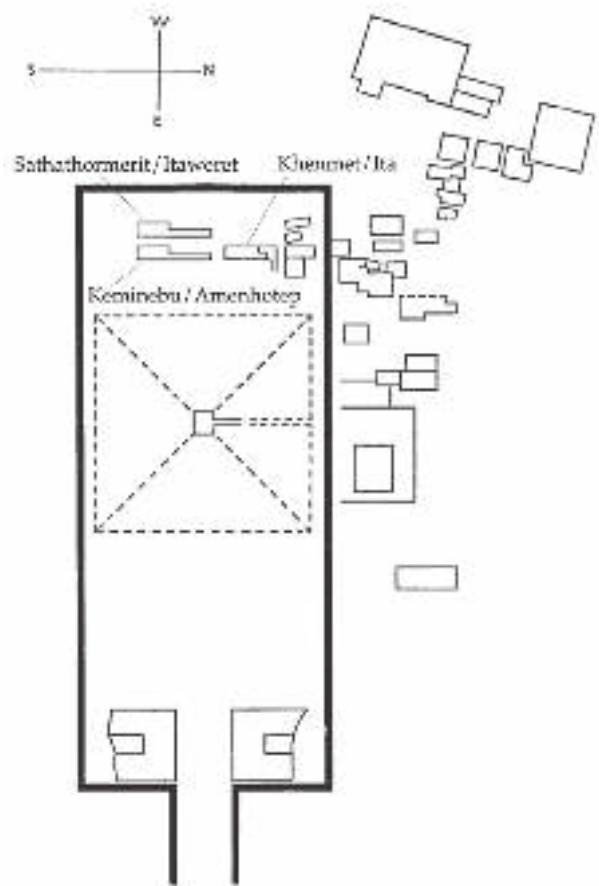 W
S N
E
Sathathormerit/Itaweret
Khenmet/Ita
Keminebu/Amenhotep